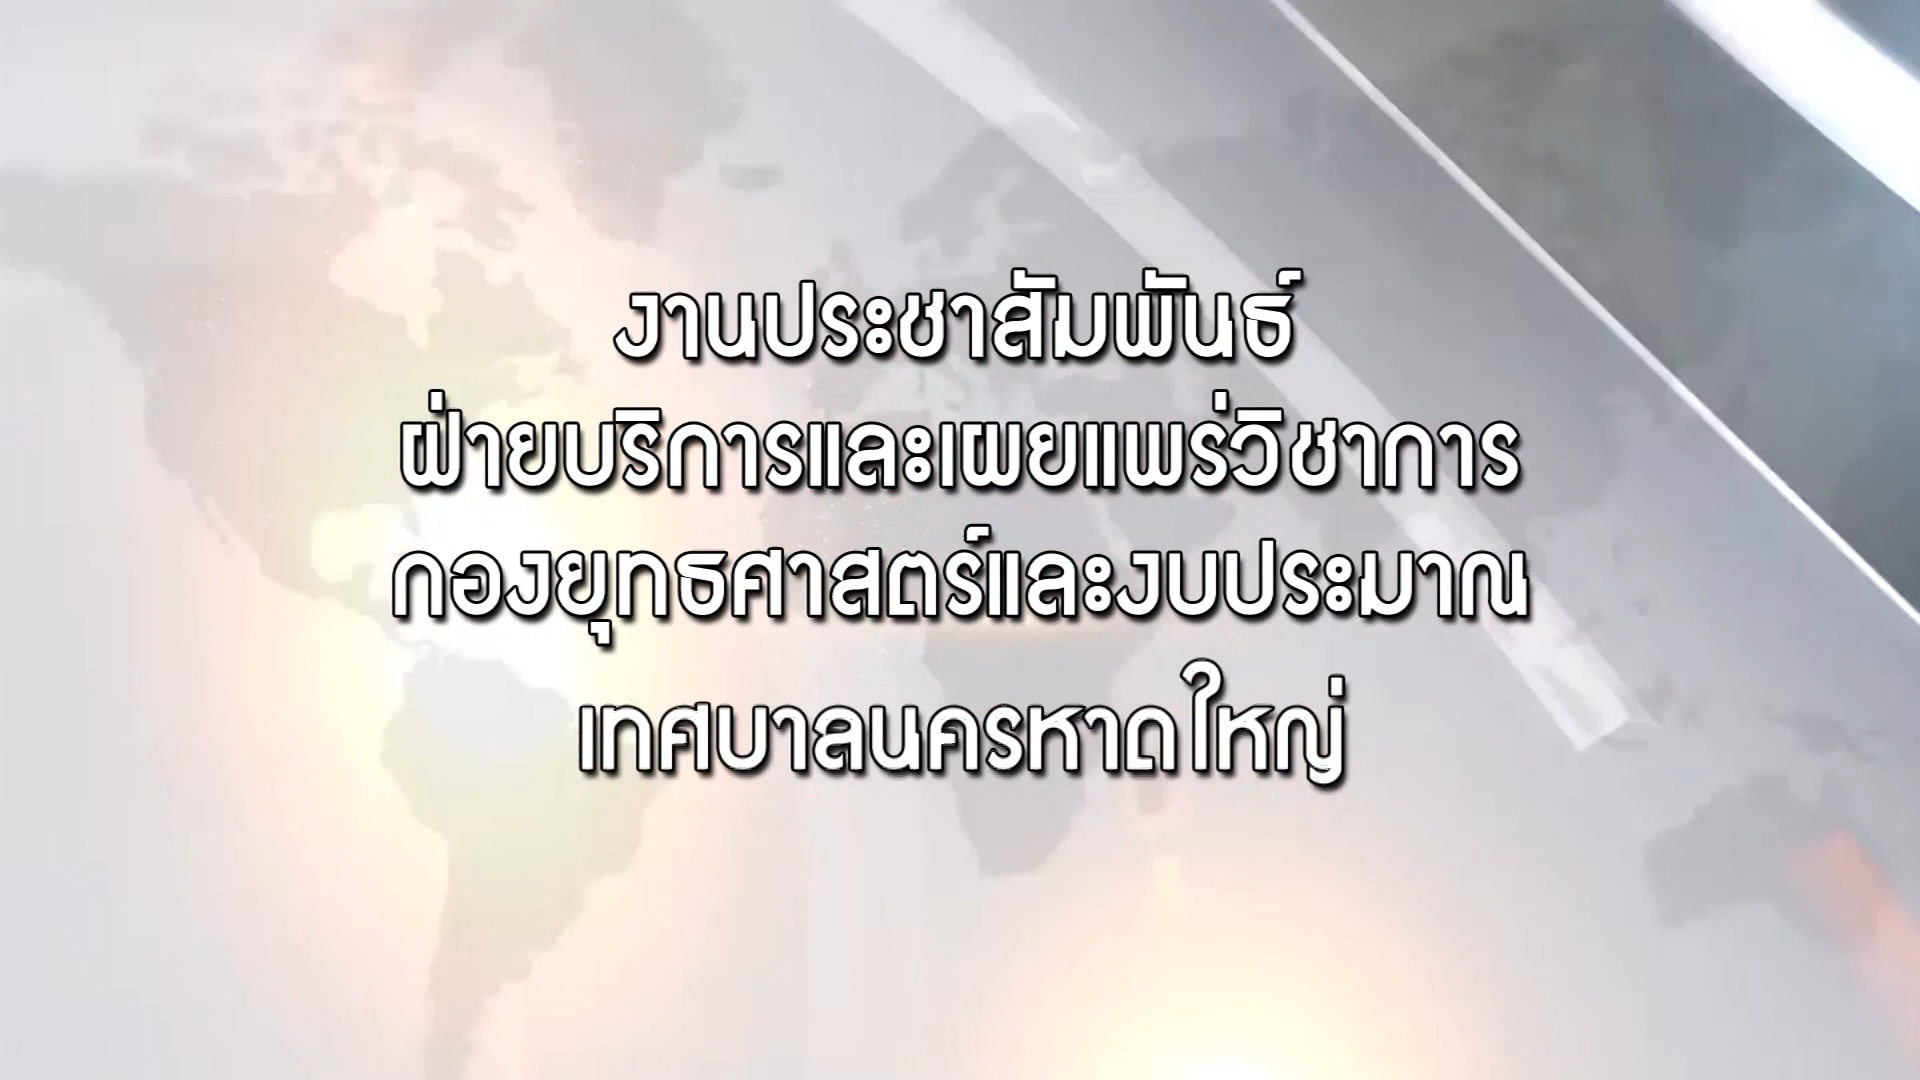 งานประชาสัมพันธ์
ฝ่ายบริการและเผยแพร่วิชาการ
กองยุทธศาสตร์และงบประมาณ
เทศบาลนครหาดใหญ่